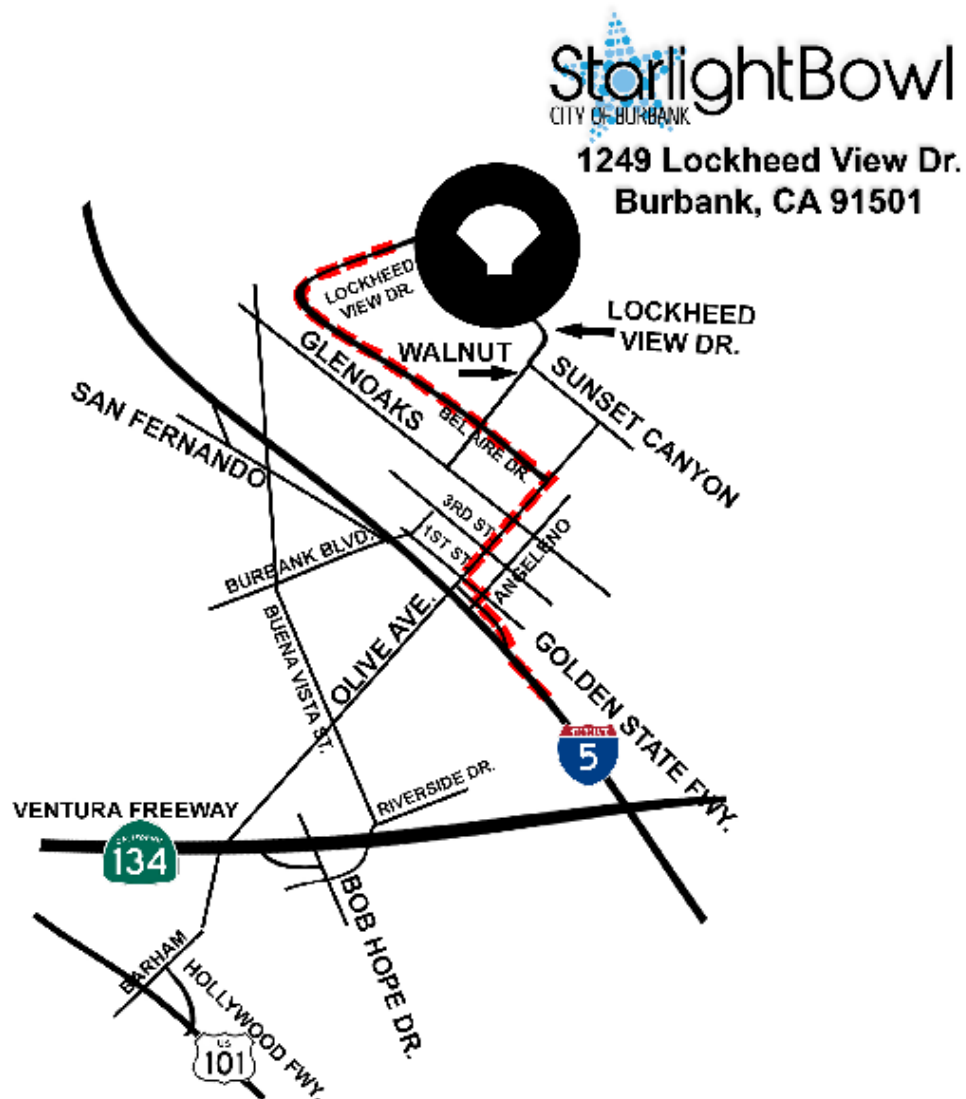 StarlightBowl
CITY OF BURBANK
1249 Lockheed View Dr.
Burbank, CA 91501
LOCKHEED
VIEW DR.
LOCKHEED
VIEW DR.
WALNUT
GLENOAKS
SUNSET CANYON
BEL AIRE DR.
SAN FERNANDO
3RD ST.
1ST ST.
ANGELENO
BURBANK BLVD.
BUENA VISTA ST.
OLIVE AVE.
GOLDEN STATE FWY.
5
RIVERSIDE DR.
VENTURA FREEWAY
CALIFORNIA
134
BOB HOPE DR.
BARHAM
HOLLYWOOD FWY.
US
101